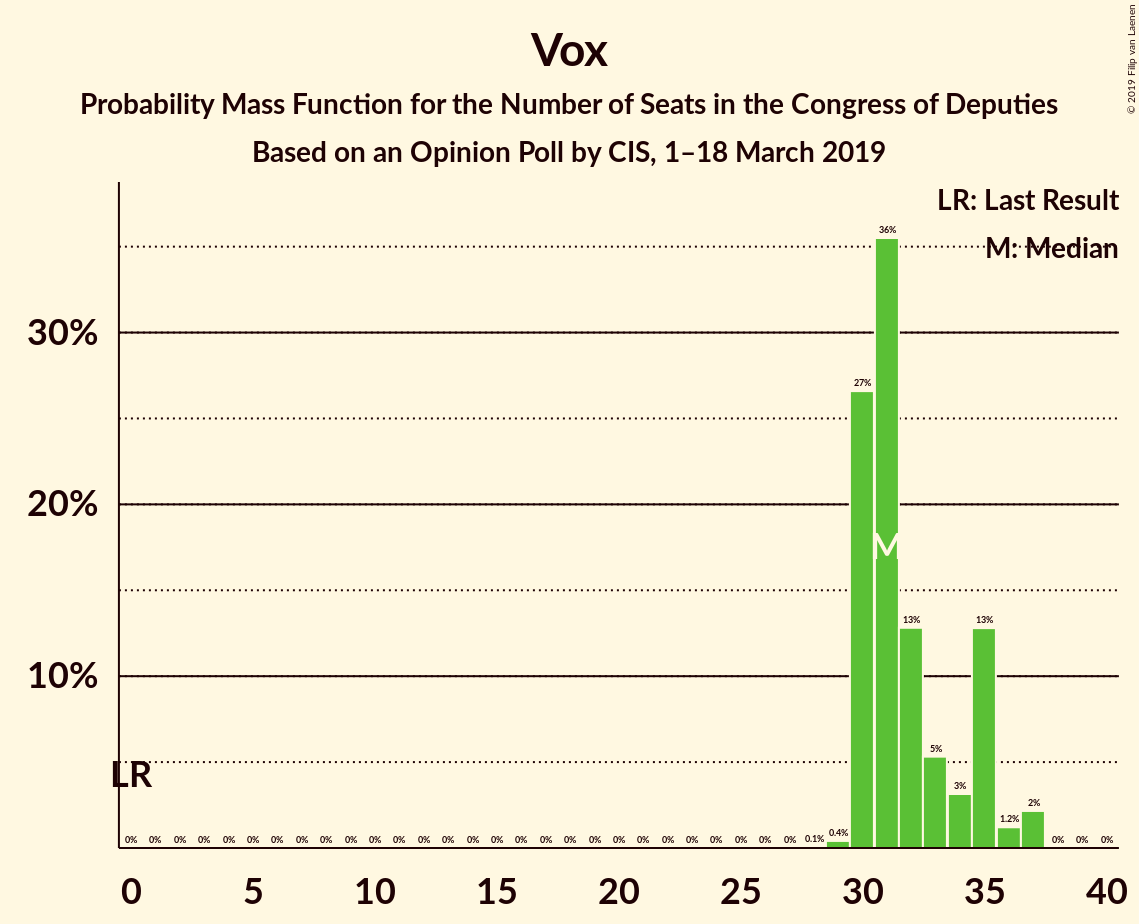 Vox
Probability Mass Function for the Number of Seats in the Congress of Deputies
Based on an Opinion Poll by CIS, 1–18 March 2019
© 2019 Filip van Laenen
LR: Last Result
M: Median
36%
30%
27%
20%
M
13% 13%
10%
5%
3%
LR
2%
1.2%
0% 0% 0% 0% 0% 0% 0% 0% 0% 0% 0% 0% 0% 0% 0% 0% 0% 0% 0% 0% 0% 0% 0% 0% 0% 0% 0% 0% 0.1% 0.4% 0% 0% 0%
0 5 10 15 20 25 30 35 40